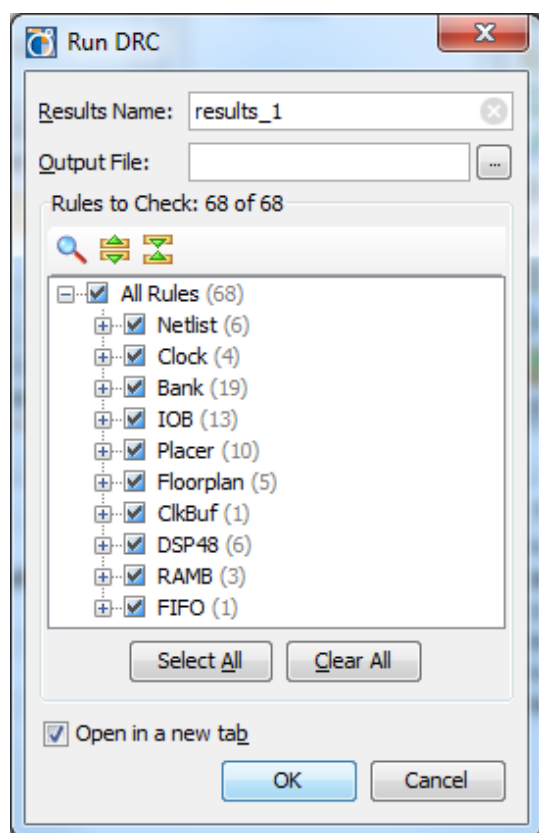 Run DRC
Results Name: results_1
Output File: ...
Rules to Check: 68 of 68
All Rules (68)
Netlist (6)
Clock (4)
Bank (19)
IOB (13)
Placer (10)
Floorplan (5)
ClkBuf (1)
DSP48 (6)
RAMB (3)
FIFO (1)
Select All Clear All
Open in a new tab
OK Cancel